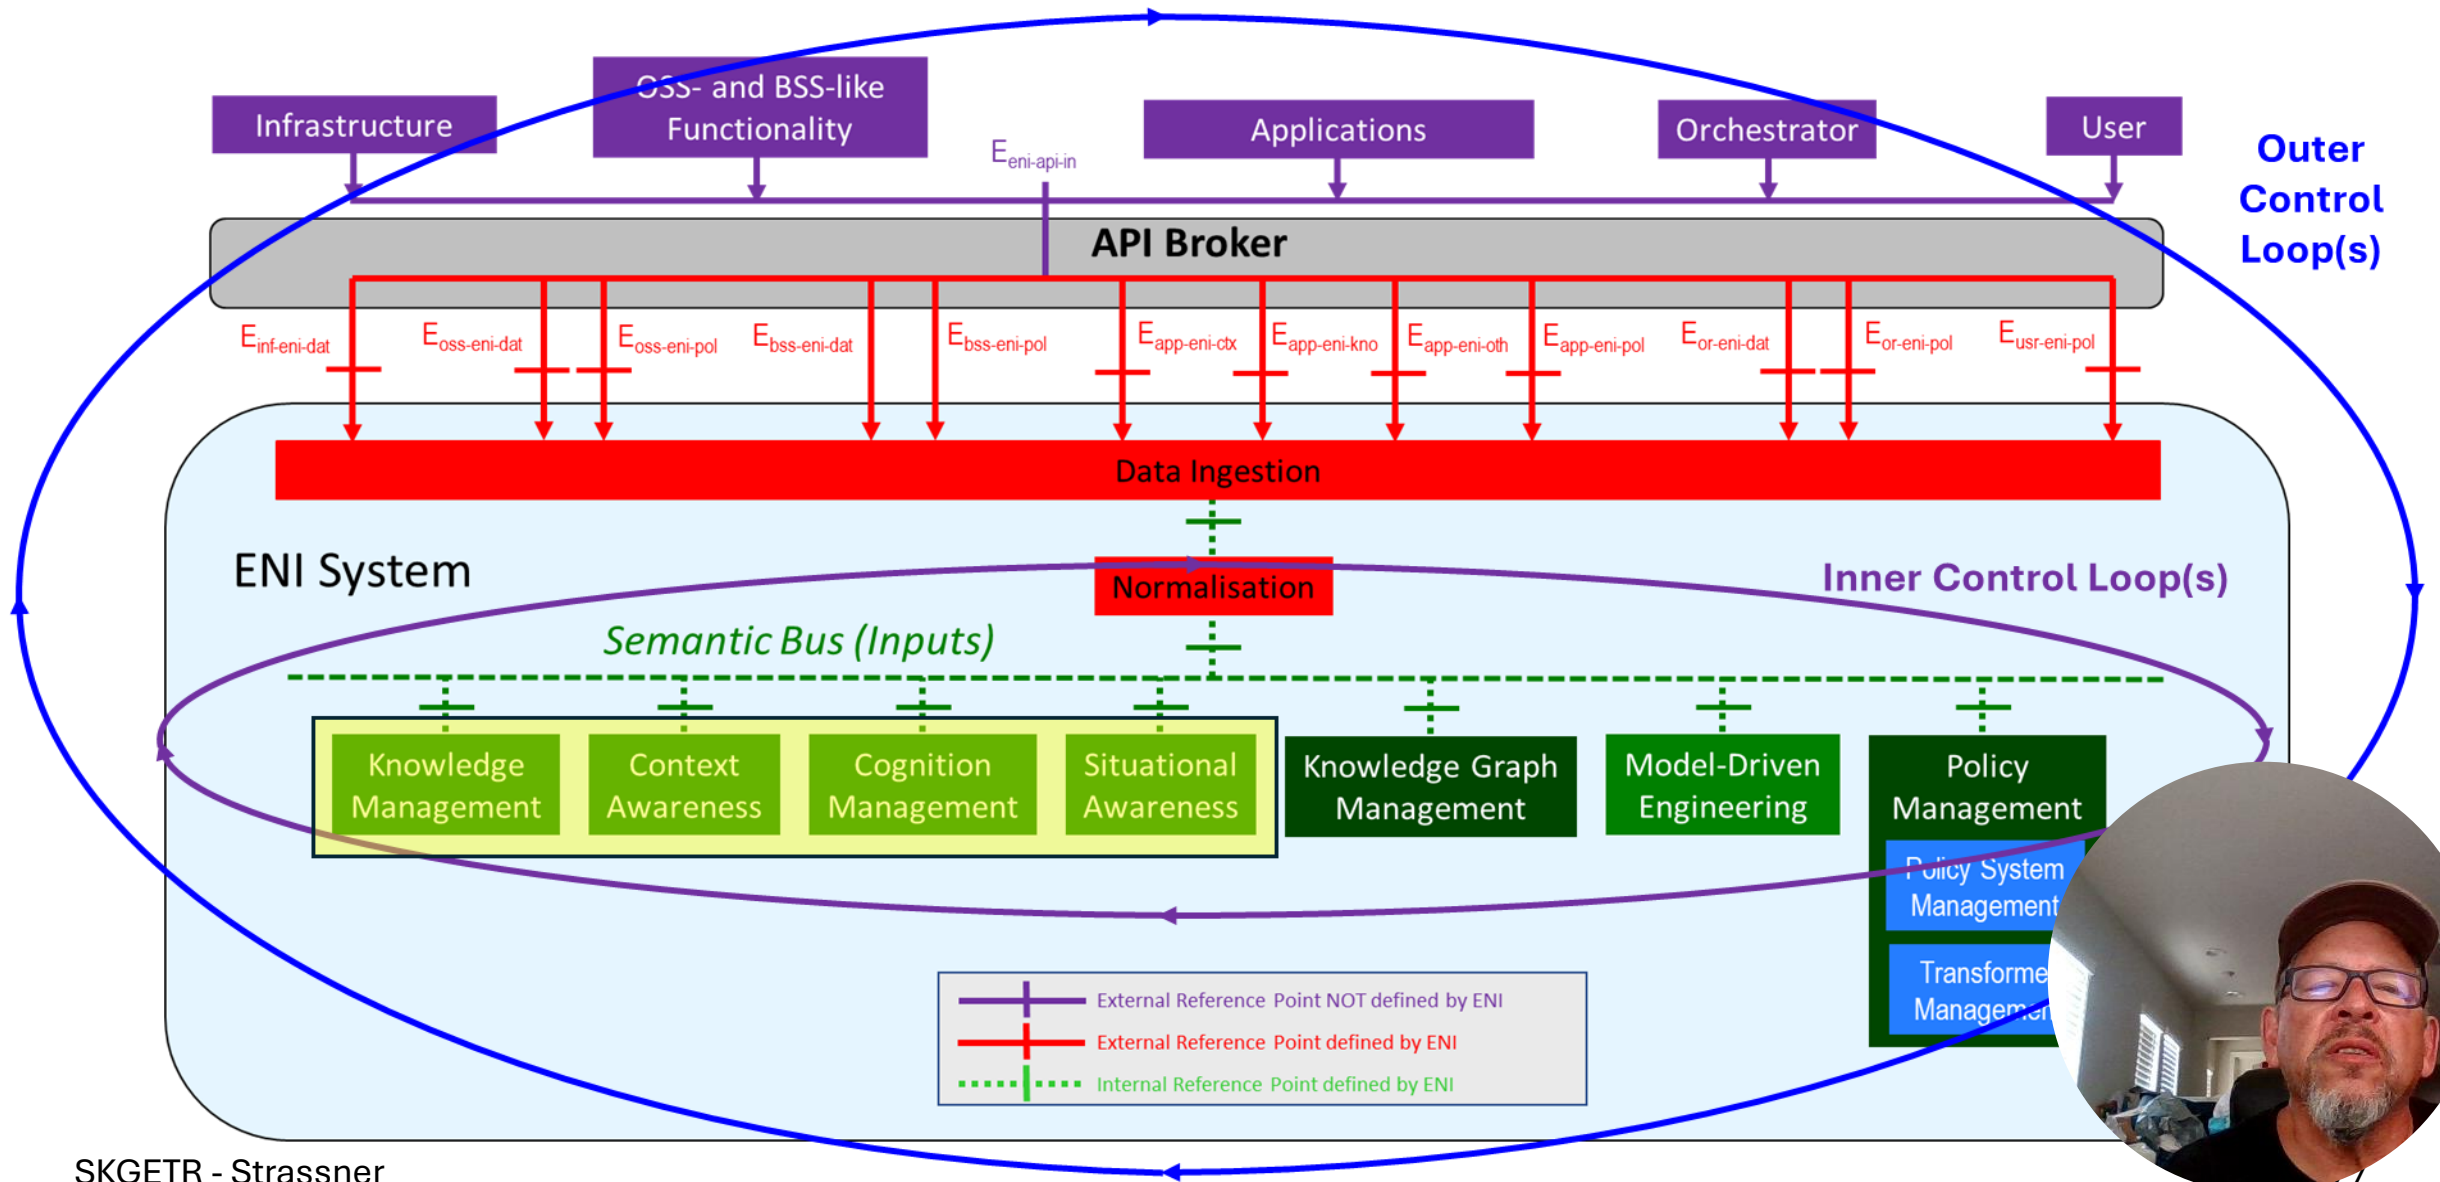 Infrastructure
OSS- and BSS-like
Functionality
Applications
Orchestrator
User
Outer
Control
Loop(s)
Eeni-api-in
API Broker
Einf-eni-dat
Eoss-eni-dat
Eoss-eni-pol
Ebss-eni-dat
Ebss-eni-pol
Eapp-eni-ctx
Eapp-eni-kno
Eapp-eni-oth
Eapp-eni-pol
Eor-eni-dat
Eor-eni-pol
Eusr-eni-pol
Data Ingestion
ENI System
Normalisation
Inner Control Loop(s)
Semantic Bus (Inputs)
Knowledge
Management
Context
Awareness
Cognition
Management
Situational
Awareness
Knowledge Graph
Management
Model-Driven
Engineering
Policy
Management
Policy System
Management
Transforme
Managemen
External Reference Point NOT defined by ENI
External Reference Point defined by ENI
Internal Reference Point defined by ENI
SKGETR - Strassner